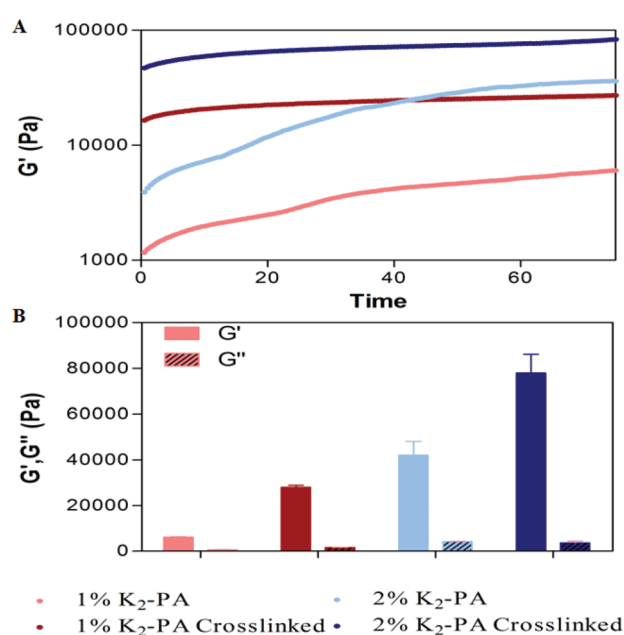 A
100000
10000
1000
G' (Pa)
0 20 40 60
Time
B
G'
G"
100000
80000
60000
40000
20000
0
G',G" (Pa)
1% K₂-PA
2% K₂-PA
1% K₂-PA Crosslinked
2% K₂-PA Crosslinked